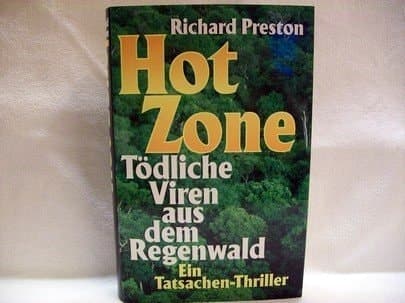 Richard Preston
Hot
Zone
Tödliche
Viren
aus
dem
Regenwald
Ein
Tatsachen-Thriller